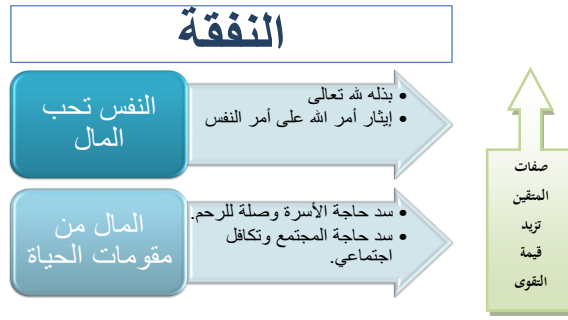 النفقة
النفس تحب
المال
• بذله لله تعالى
• إيثار أمر الله على أمر النفس
المال من
مقومات الحياة
• سد حاجة الأسرة وصلة للرحم.
• سد حاجة المجتمع وتكافل
اجتماعي.
صفات
المتقين
تزيد
قيمة
التقوى